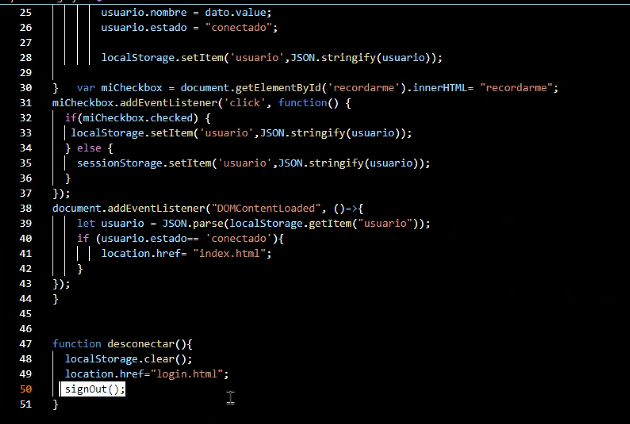 25 usuario.nombre = dato.value;
26 usuario.estado = "conectado";
27
28 localStorage.setItem('usuario',JSON.stringify(usuario));
29
30 } var miCheckbox = document.getElementById('recordarme').innerHTML= "recordarme";
31 miCheckbox.addEventListener('click', function() {
32 if(miCheckbox.checked) {
33 localStorage.setItem('usuario',JSON.stringify(usuario));
34 } else {
35 sessionStorage.setItem('usuario',JSON.stringify(usuario));
36 }
37 });
38 document.addEventListener("DOMContentLoaded", ()=>{
39 let usuario = JSON.parse(localStorage.getItem("usuario"));
40 if (usuario.estado== 'conectado'){
41 location.href= "index.html";
42 }
43 });
44 }
45
46
47 function desconectar(){
48 localStorage.clear();
49 location.href="login.html";
50 signOut();
51 }